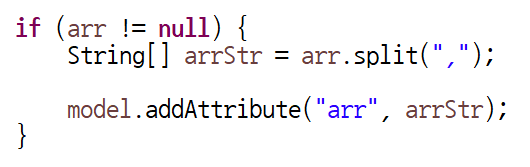 if (arr != null) {
    String[] arrStr = arr.split(",");

    model.addAttribute("arr", arrStr);
}